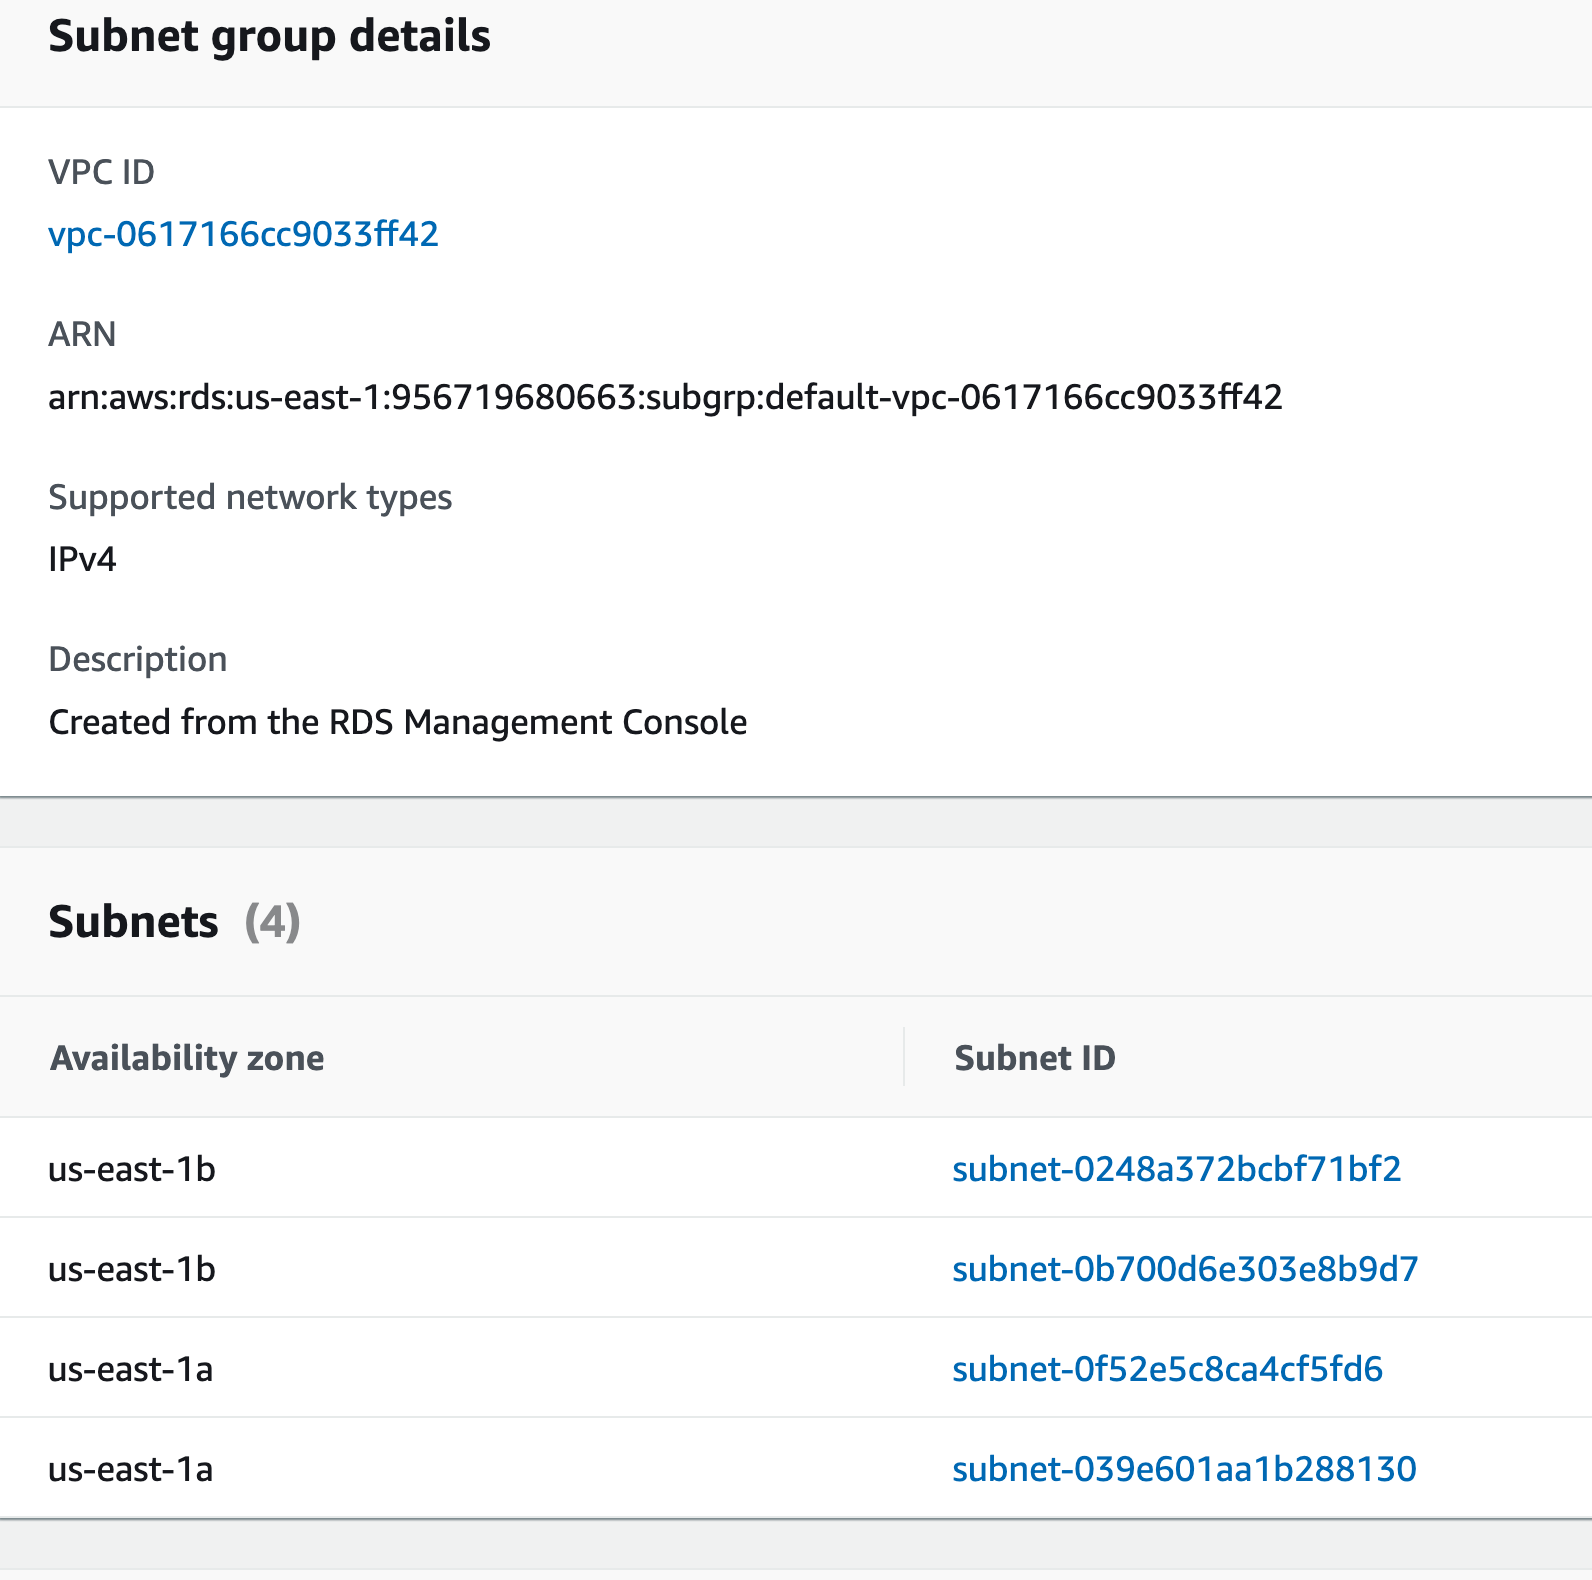 Subnet group details
VPC ID
vpc-0617166cc9033ff42
ARN
arn:aws:rds:us-east-1:956719680663:subgrp:default-vpc-0617166cc9033ff42
Supported network types
IPv4
Description
Created from the RDS Management Console
Subnets (4)
Availability zone Subnet ID
us-east-1b subnet-0248a372bcbf71bf2
us-east-1b subnet-0b700d6e303e8b9d7
us-east-1a subnet-0f52e5c8ca4cf5fd6
us-east-1a subnet-039e601aa1b288130